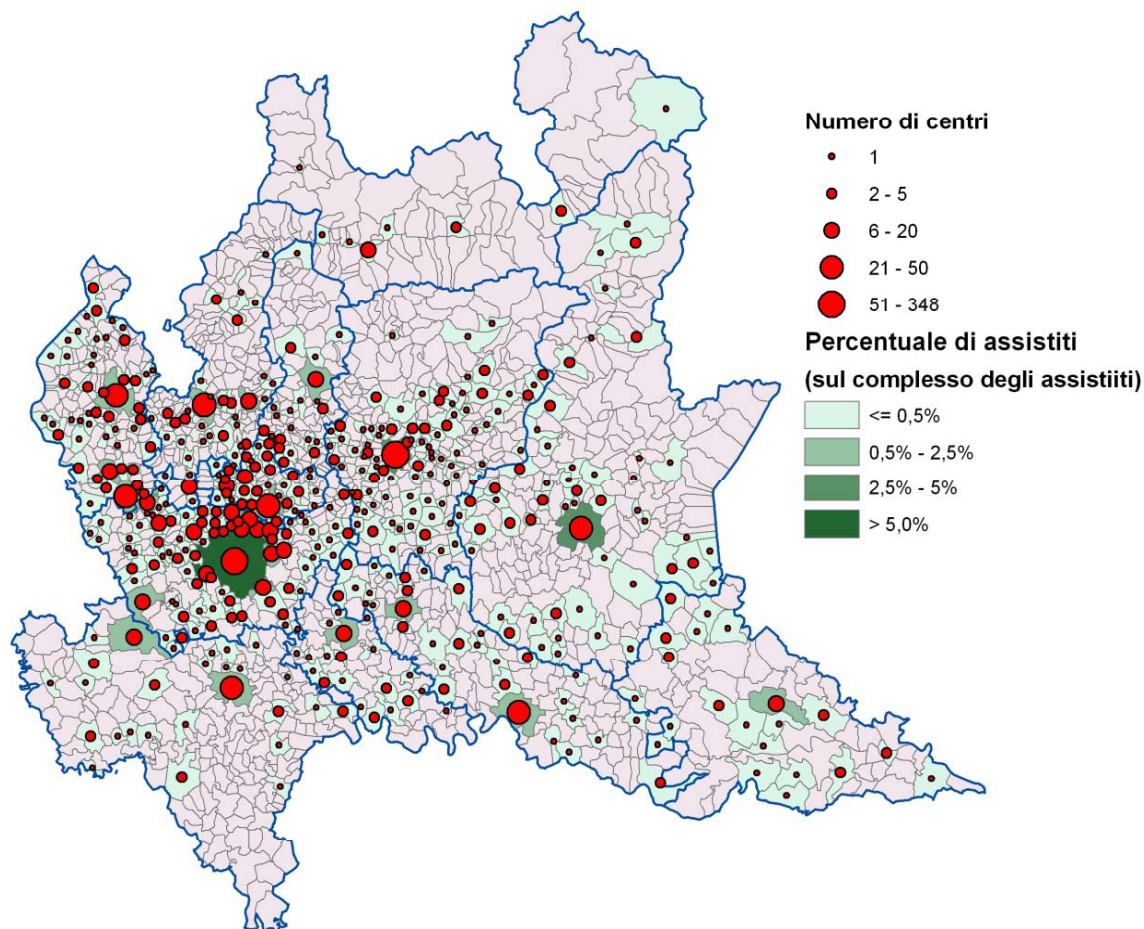 Numero di centri
1
2 - 5
6 - 20
21 - 50
51 - 348
Percentuale di assistiti
(sul complesso degli assistiiti)
<= 0,5%
0,5% - 2,5%
2,5% - 5%
> 5,0%